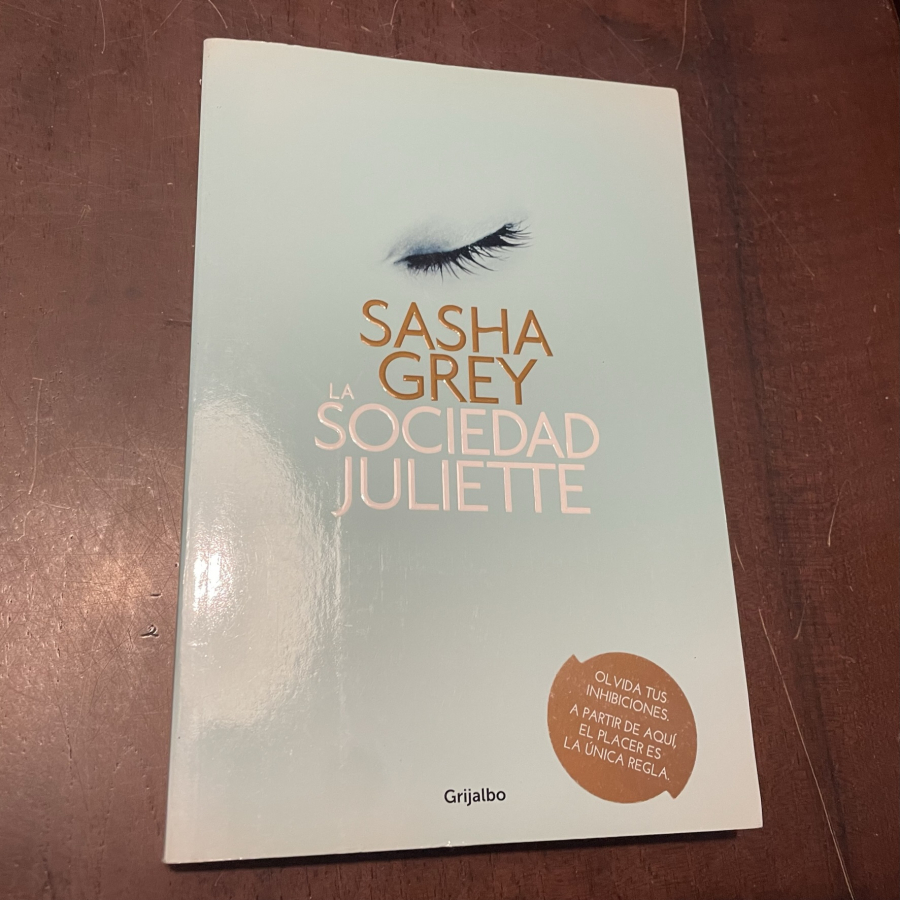 SASHA
GREY
LA
SOCIEDAD
JULIETTE
OLVIDA TUS
INHIBICIONES.
A PARTIR DE AQUÍ,
EL PLACER ES
LA ÚNICA REGLA.
Grijalbo